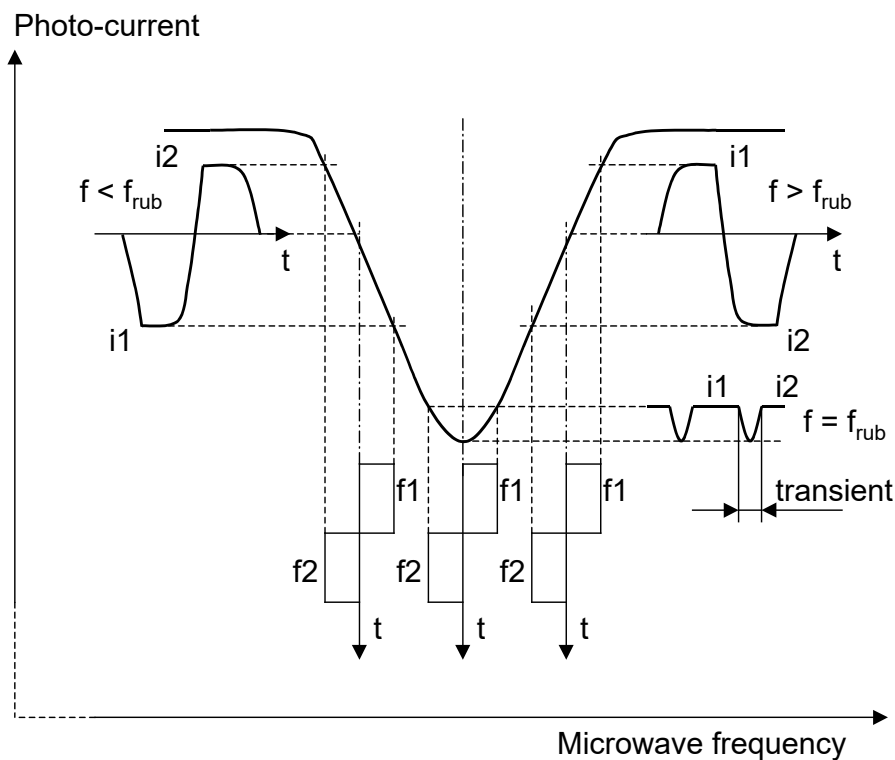 Photo-current
i2
i1
f < frub
f > frub
t
t
i1
i2
i1
i2
f = frub
f1
f1
f1
transient
f2
f2
f2
t
t
t
Microwave frequency